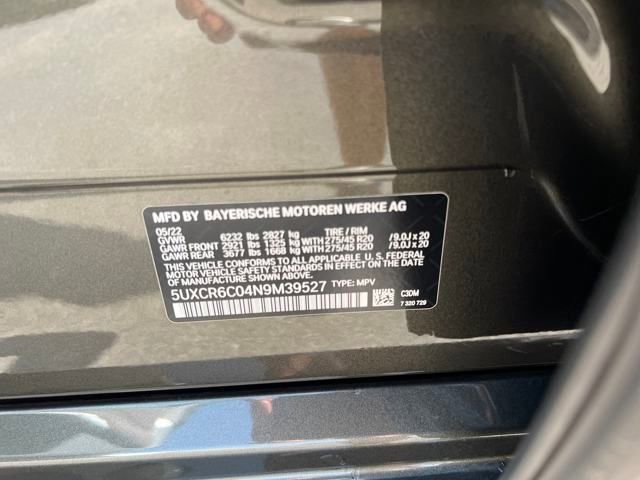 MFD BY BAYERISCHE MOTOREN WERKE AG
05/22 TIRE / RIM
GVWR 6232 lbs 2827 kg
GAWR FRONT 2921 lbs 1325 kg WITH 275/45 R20 /9.0J x 20
GAWR REAR 3677 lbs 1668 kg WITH 275/45 R20 /9.0J x 20
THIS VEHICLE CONFORMS TO ALL APPLICABLE U.S. FEDERAL
MOTOR VEHICLE SAFETY AND THEFT PREVENTION STANDARDS
IN EFFECT ON THE DATE OF MANUFACTURE SHOWN ABOVE.
5UXCR6C04N9M39527 TYPE: MPV
C3DM
7 320 729